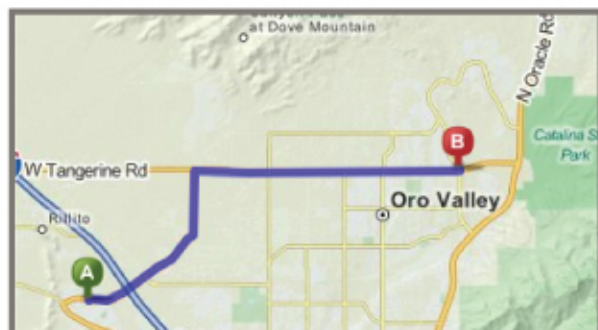 at Dove Mountain
N Oracle Rd
B
Catalina S
Park
W Tangerine Rd
Oro Valley
Rillito
A